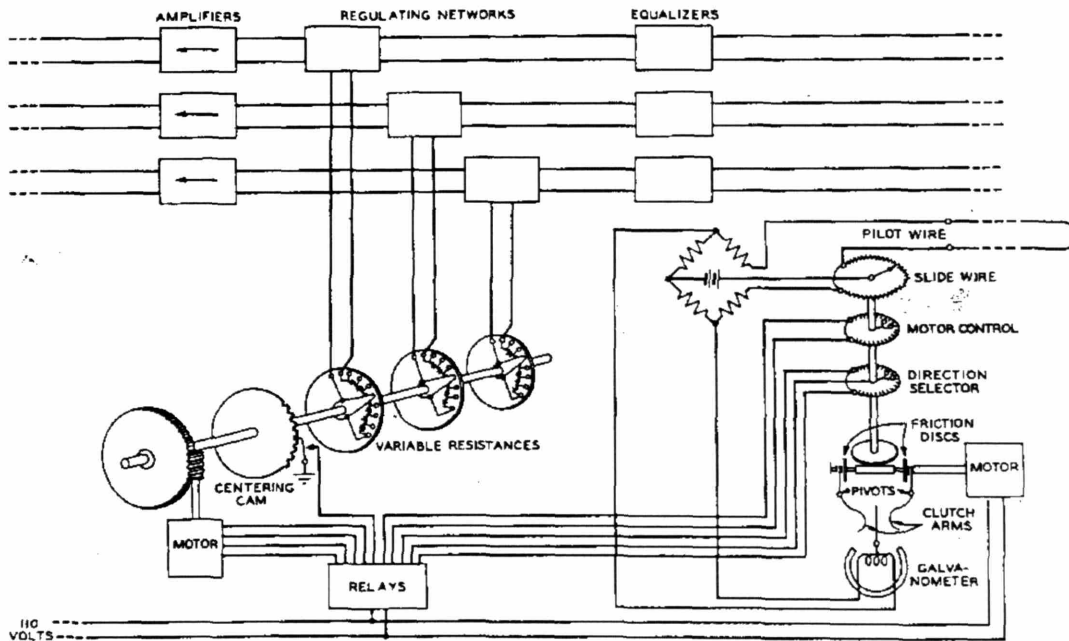 AMPLIFIERS
REGULATING NETWORKS
EQUALIZERS
PILOT WIRE
SLIDE WIRE
MOTOR CONTROL
DIRECTION
SELECTOR
VARIABLE RESISTANCES
FRICTION
DISCS
CENTERING
CAM
MOTOR
PIVOTS
CLUTCH
ARMS
MOTOR
GALVA-
NOMETER
RELAYS
110
VOLTS